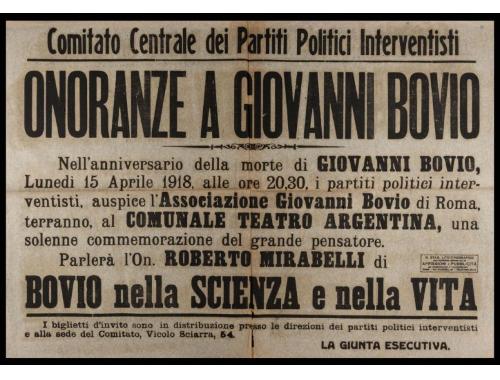 Comitato Centrale dei Partiti Politici Interventisti
ONORANZE A GIOVANNI BOVIO
Nell'anniversario della morte di GIOVANNI BOVIO,
Lunedì 15 Aprile 1918, alle ore 20,30, i partiti politici inter-
ventisti, auspice l'Associazione Giovanni Bovio di Roma,
terranno, al COMUNALE TEATRO ARGENTINA, una
solenne commemorazione del grande pensatore.
Parlerà l'On. ROBERTO MIRABELLI di
BOVIO nella SCIENZA e nella VITA
I biglietti d'invito sono in distribuzione presso le direzioni dei partiti politici interventisti
e alla sede del Comitato, Vicolo Sciarra, 54.
LA GIUNTA ESECUTIVA.